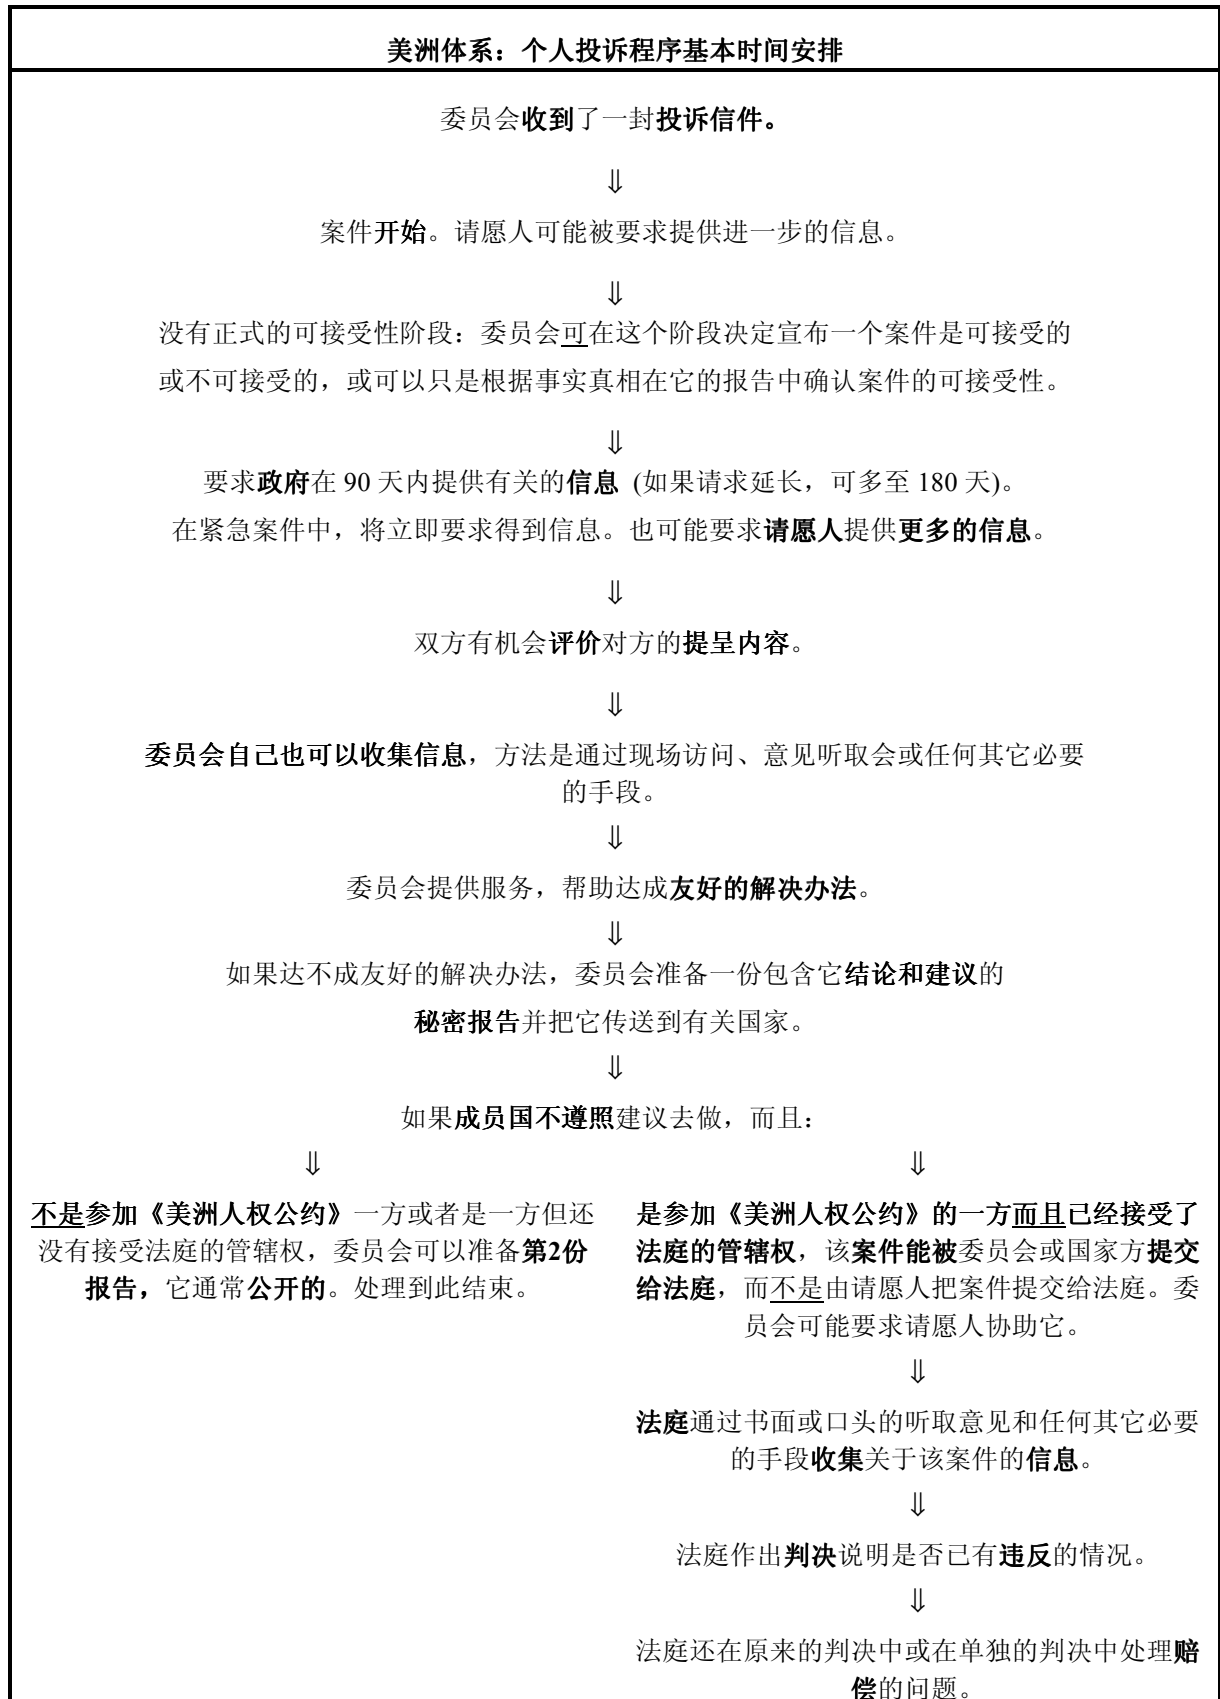 美洲体系：个人投诉程序基本时间安排
委员会收到了一封投诉信件。
⇓
案件开始。请愿人可能被要求提供进一步的信息。
⇓
没有正式的可接受性阶段：委员会可在这个阶段决定宣布一个案件是可接受的
或不可接受的，或可以只是根据事实真相在它的报告中确认案件的可接受性。
⇓
要求政府在 90 天内提供有关的信息 (如果请求延长，可多至 180 天)。
在紧急案件中，将立即要求得到信息。也可能要求请愿人提供更多的信息。
⇓
双方有机会评价对方的提呈内容。
⇓
委员会自己也可以收集信息，方法是通过现场访问、意见听取会或任何其它必要
的手段。
⇓
委员会提供服务，帮助达成友好的解决办法。
⇓
如果达不成友好的解决办法，委员会准备一份包含它结论和建议的
秘密报告并把它传送到有关国家。
⇓
如果成员国不遵照建议去做，而且：
⇓
不是参加《美洲人权公约》一方或者是一方但还
没有接受法庭的管辖权，委员会可以准备第2份
报告，它通常公开的。处理到此结束。
⇓
是参加《美洲人权公约》的一方而且已经接受了
法庭的管辖权，该案件能被委员会或国家方提交
给法庭，而不是由请愿人把案件提交给法庭。委
员会可能要求请愿人协助它。
⇓
法庭通过书面或口头的听取意见和任何其它必要
的手段收集关于该案件的信息。
⇓
法庭作出判决说明是否已有违反的情况。
⇓
法庭还在原来的判决中或在单独的判决中处理赔
偿的问题。